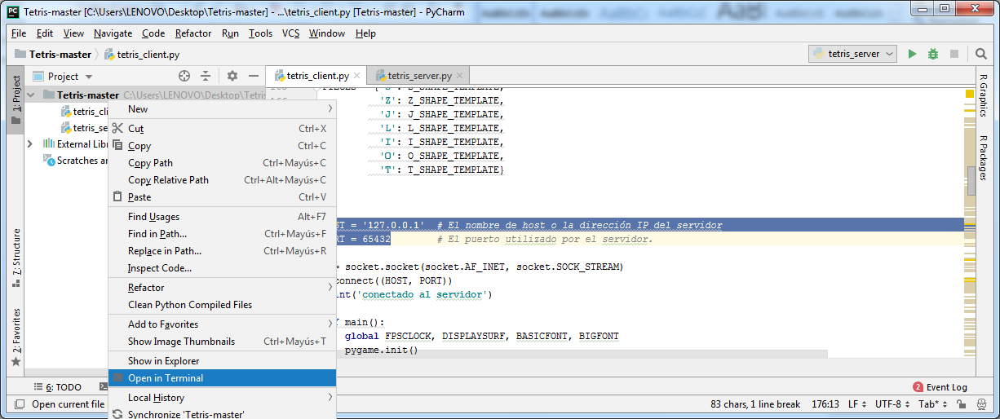 PC Tetris-master [C:\Users\LENOVO\Desktop\Tetris-master] - ...\tetris_client.py [Tetris-master] - PyCharm
File Edit View Navigate Code Refactor Run Tools VCS Window Help
Tetris-master tetris_client.py tetris_server
Project tetris_client.py tetris_server.py
1: Project
7: Structure
2: Favorites
Tetris-master C:\Users\LENOVO\Desktop\Tetris
tetris_cli
tetris_se
External Libr
Scratches an
New
Cut Ctrl+X
Copy Ctrl+C
Copy Path Ctrl+Mayús+C
Copy Relative Path Ctrl+Alt+Mayús+C
Paste Ctrl+V
Find Usages Alt+F7
Find in Path... Ctrl+Mayús+F
Replace in Path... Ctrl+Mayús+R
Inspect Code...
Refactor
Clean Python Compiled Files
Add to Favorites
Show Image Thumbnails Ctrl+Mayús+T
Show in Explorer
Open in Terminal
Local History
Synchronize 'Tetris-master'
'Z': Z_SHAPE_TEMPLATE,
'J': J_SHAPE_TEMPLATE,
'L': L_SHAPE_TEMPLATE,
'I': I_SHAPE_TEMPLATE,
'O': O_SHAPE_TEMPLATE,
'T': T_SHAPE_TEMPLATE}
ST = '127.0.0.1' # El nombre de host o la dirección IP del servidor
RT = 65432 # El puerto utilizado por el servidor.
= socket.socket(socket.AF_INET, socket.SOCK_STREAM)
connect((HOST, PORT))
int('conectado al servidor')
f main():
global FPSCLOCK, DISPLAYSURF, BASICFONT, BIGFONT
pygame.init()
R Graphics
R Packages
6: TODO 2 Event Log
Open current file 83 chars, 1 line break 176:13 LF UTF-8 Tab*